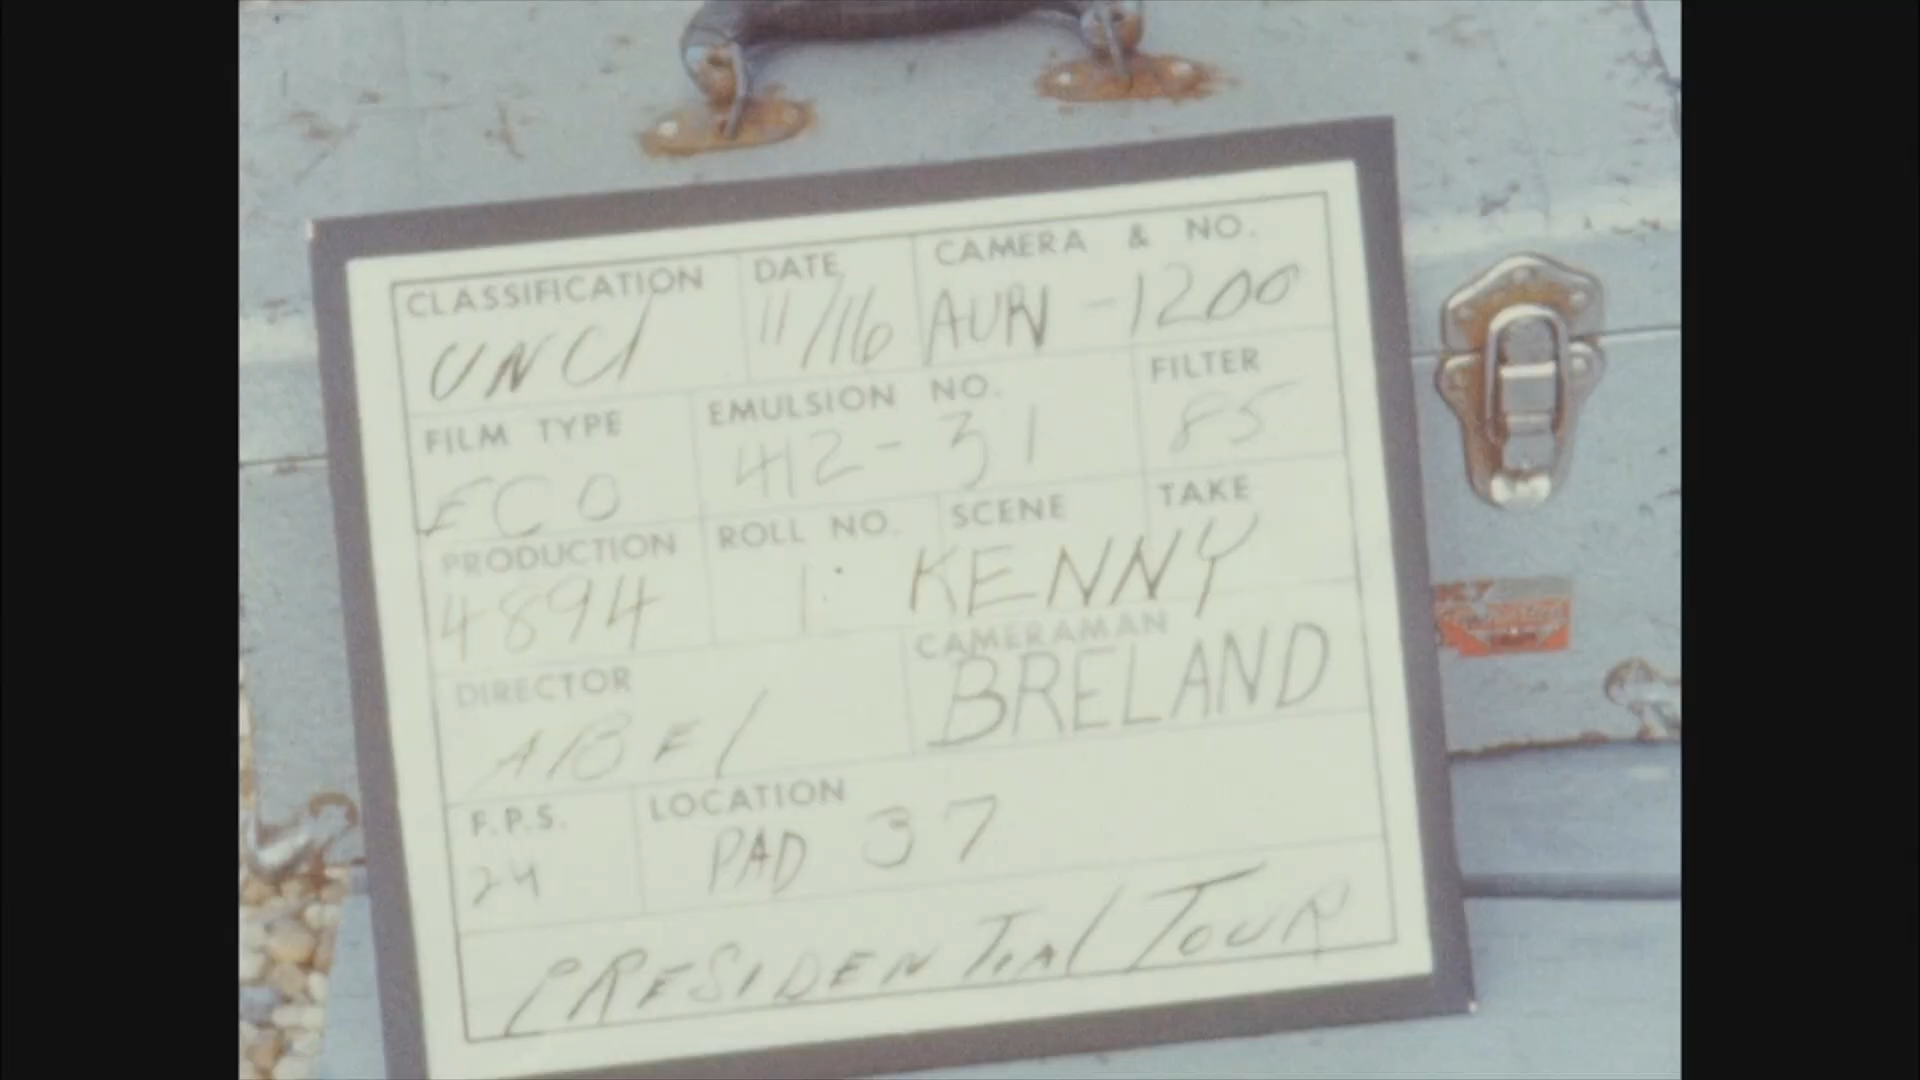 CLASSIFICATION DATE CAMERA & NO.
UNCl 11/16 AURI-1200
FILM TYPE EMULSION NO. FILTER
ECO 412-31 85
PRODUCTION ROLL NO. SCENE TAKE
4894 1 KENNY
DIRECTOR CAMERAMAN
ABEl BRELAND
F.P.S. LOCATION
24 PAD 37
PRESIDENTIAl TOUR